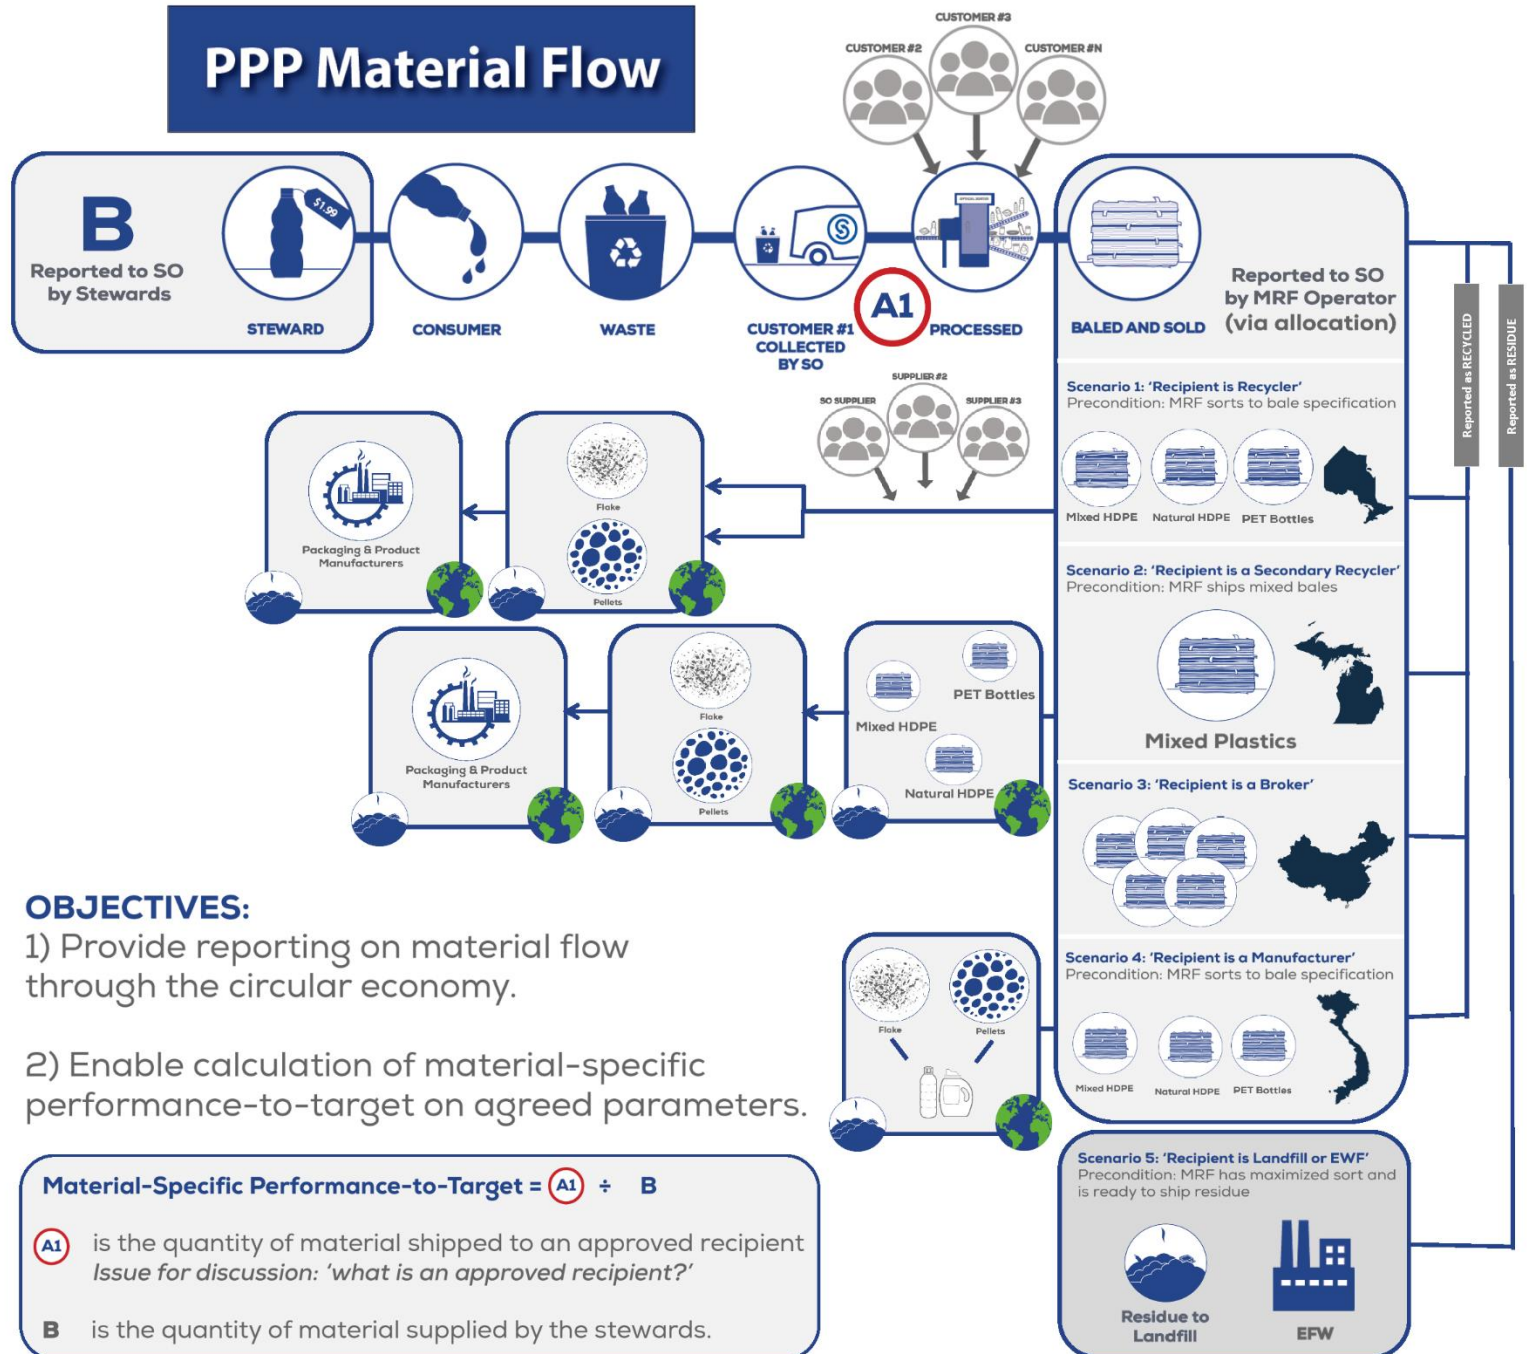 PPP Material Flow
CUSTOMER #3
CUSTOMER #2
CUSTOMER #N
B
Reported to SO
by Stewards
$1.99
STEWARD
CONSUMER
WASTE
CUSTOMER #1
COLLECTED
BY SO
A1
PROCESSED
BALED AND SOLD
Reported to SO
by MRF Operator
(via allocation)
Reported as RECYCLED
Reported as RESIDUE
SUPPLIER #2
SO SUPPLIER
SUPPLIER #3
Scenario 1: 'Recipient is Recycler'
Precondition: MRF sorts to bale specification
Mixed HDPE
Natural HDPE
PET Bottles
Packaging & Product
Manufacturers
Flake
Pellets
Scenario 2: 'Recipient is a Secondary Recycler'
Precondition: MRF ships mixed bales
Mixed Plastics
Packaging & Product
Manufacturers
Flake
Pellets
PET Bottles
Mixed HDPE
Natural HDPE
Scenario 3: 'Recipient is a Broker'
Scenario 4: 'Recipient is a Manufacturer'
Precondition: MRF sorts to bale specification
Mixed HDPE
Natural HDPE
PET Bottles
Flake
Pellets
Scenario 5: 'Recipient is Landfill or EWF'
Precondition: MRF has maximized sort and
is ready to ship residue
Residue to
Landfill
EFW
OBJECTIVES:
1) Provide reporting on material flow
through the circular economy.
2) Enable calculation of material-specific
performance-to-target on agreed parameters.
Material-Specific Performance-to-Target = A1 ÷ B
A1 is the quantity of material shipped to an approved recipient
Issue for discussion: 'what is an approved recipient?'
B is the quantity of material supplied by the stewards.